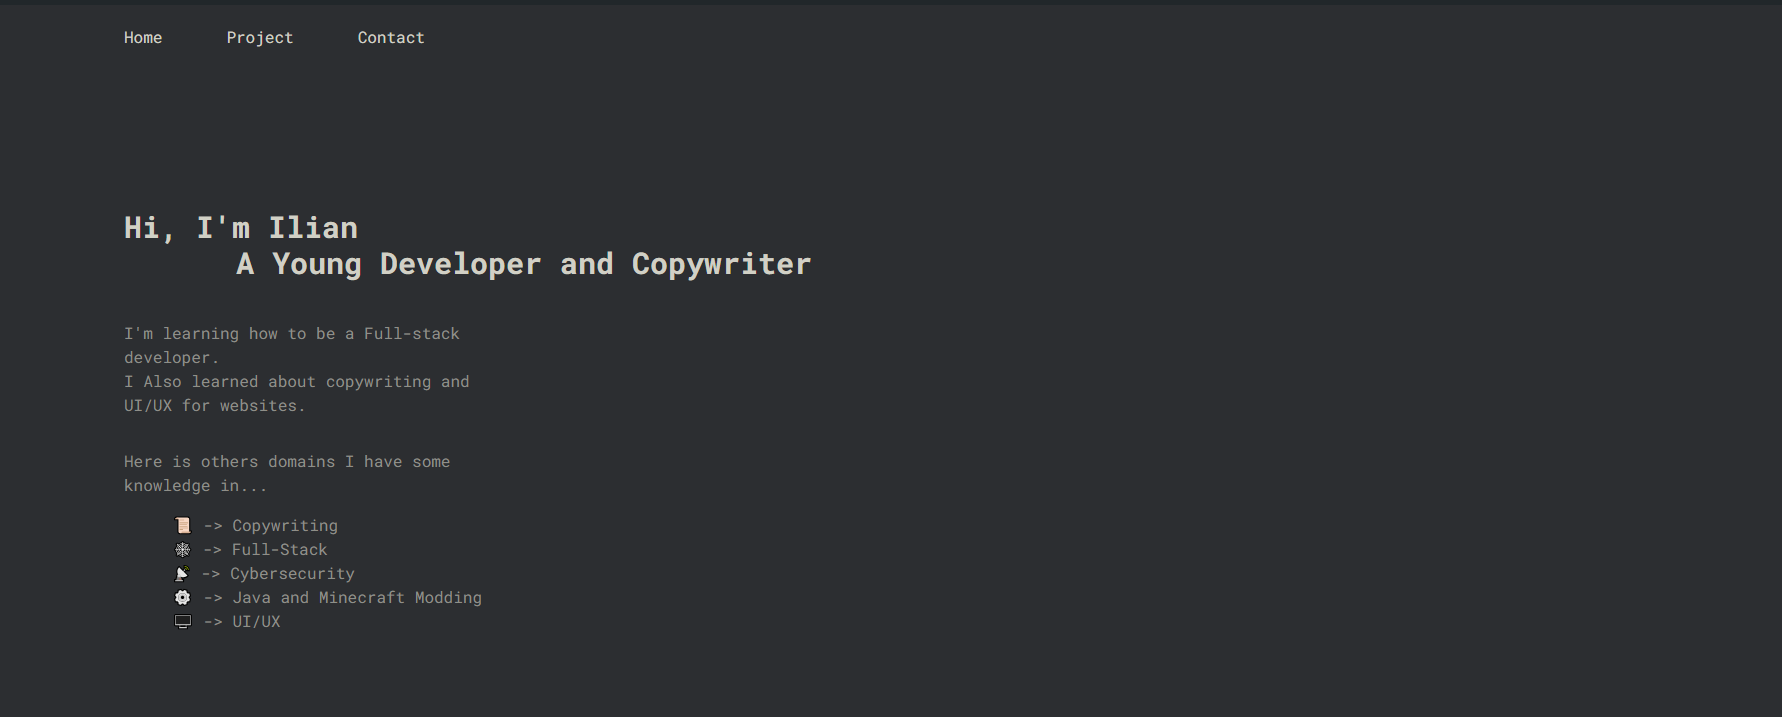 Home Project Contact
Hi, I'm Ilian
A Young Developer and Copywriter
I'm learning how to be a Full-stack
developer.
I Also learned about copywriting and
UI/UX for websites.
Here is others domains I have some
knowledge in...
📜 -> Copywriting
🕸 -> Full-Stack
📡 -> Cybersecurity
⚙ -> Java and Minecraft Modding
🖵 -> UI/UX